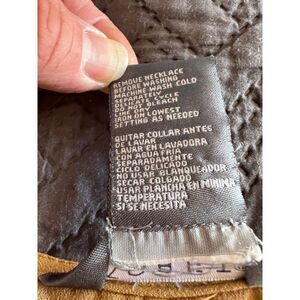 REMOVE NECKLACE
BEFORE WASHING
MACHINE WASH COLD
SEPARATELY
DELICATE CYCLE
DO NOT BLEACH
LINE DRY
IRON ON LOWEST
SETTING AS NEEDED
QUITAR COLLAR ANTES
DE LAVAR
LAVAR EN LAVADORA
CON AGUA FRIA
SEPARADAMENTE
CICLO DELICADO
NO USAR BLANQUEADOR
SECAR COLGADO
USAR PLANCHA EN MINIMA
TEMPERATURA
SI SE NECESITA